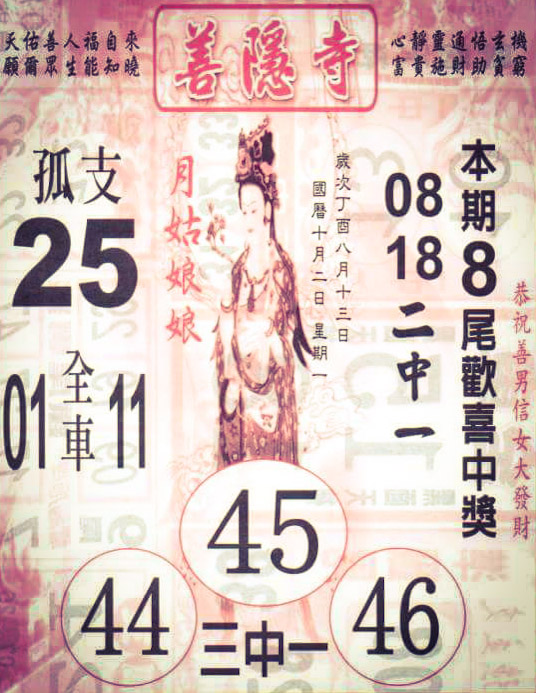 天佑善人福自來
願爾眾生能知曉
善隱寺
心靜靈通悟玄機
富貴施財助貧窮
本期8尾歡喜中獎
恭祝善男信女大發財
08
18
二中一
歲次丁酉八月十三日
國曆十月二日 星期一
月姑娘娘
孤支
25
01 全車 11
45
44
46
三中一